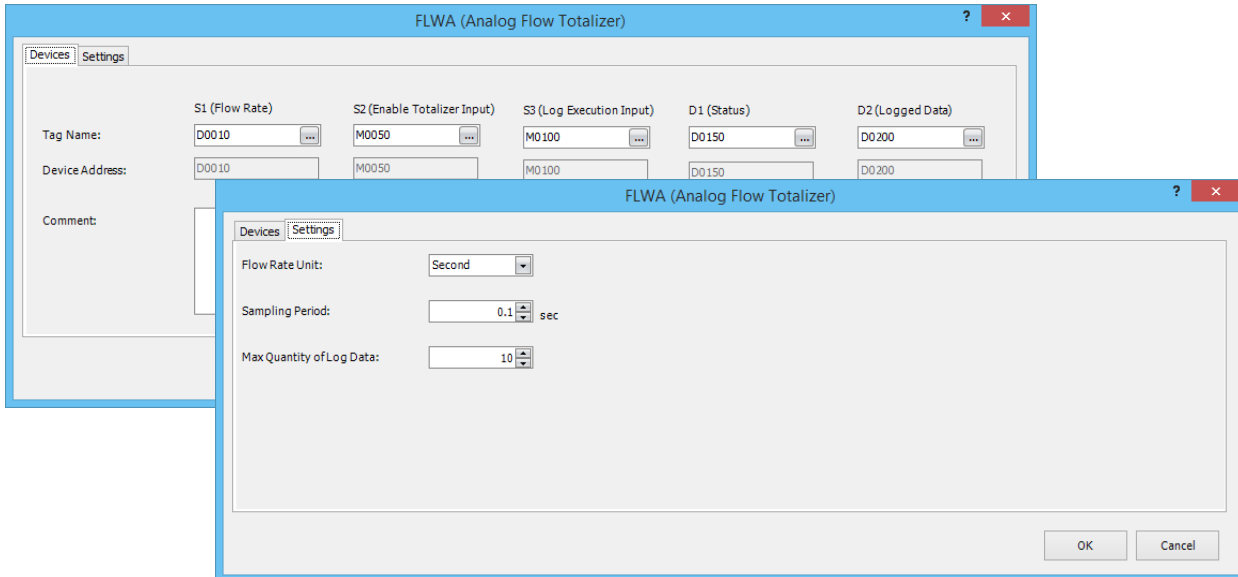 FLWA (Analog Flow Totalizer) ?
Devices Settings
S1 (Flow Rate) S2 (Enable Totalizer Input) S3 (Log Execution Input) D1 (Status) D2 (Logged Data)
Tag Name: D0010 ... M0050 ... M0100 ... D0150 ... D0200 ...
Device Address: D0010 M0050 M0100 D0150 D0200
Comment:
FLWA (Analog Flow Totalizer) ?
Devices Settings
Flow Rate Unit: Second
Sampling Period: 0.1 sec
Max Quantity of Log Data: 10
OK Cancel